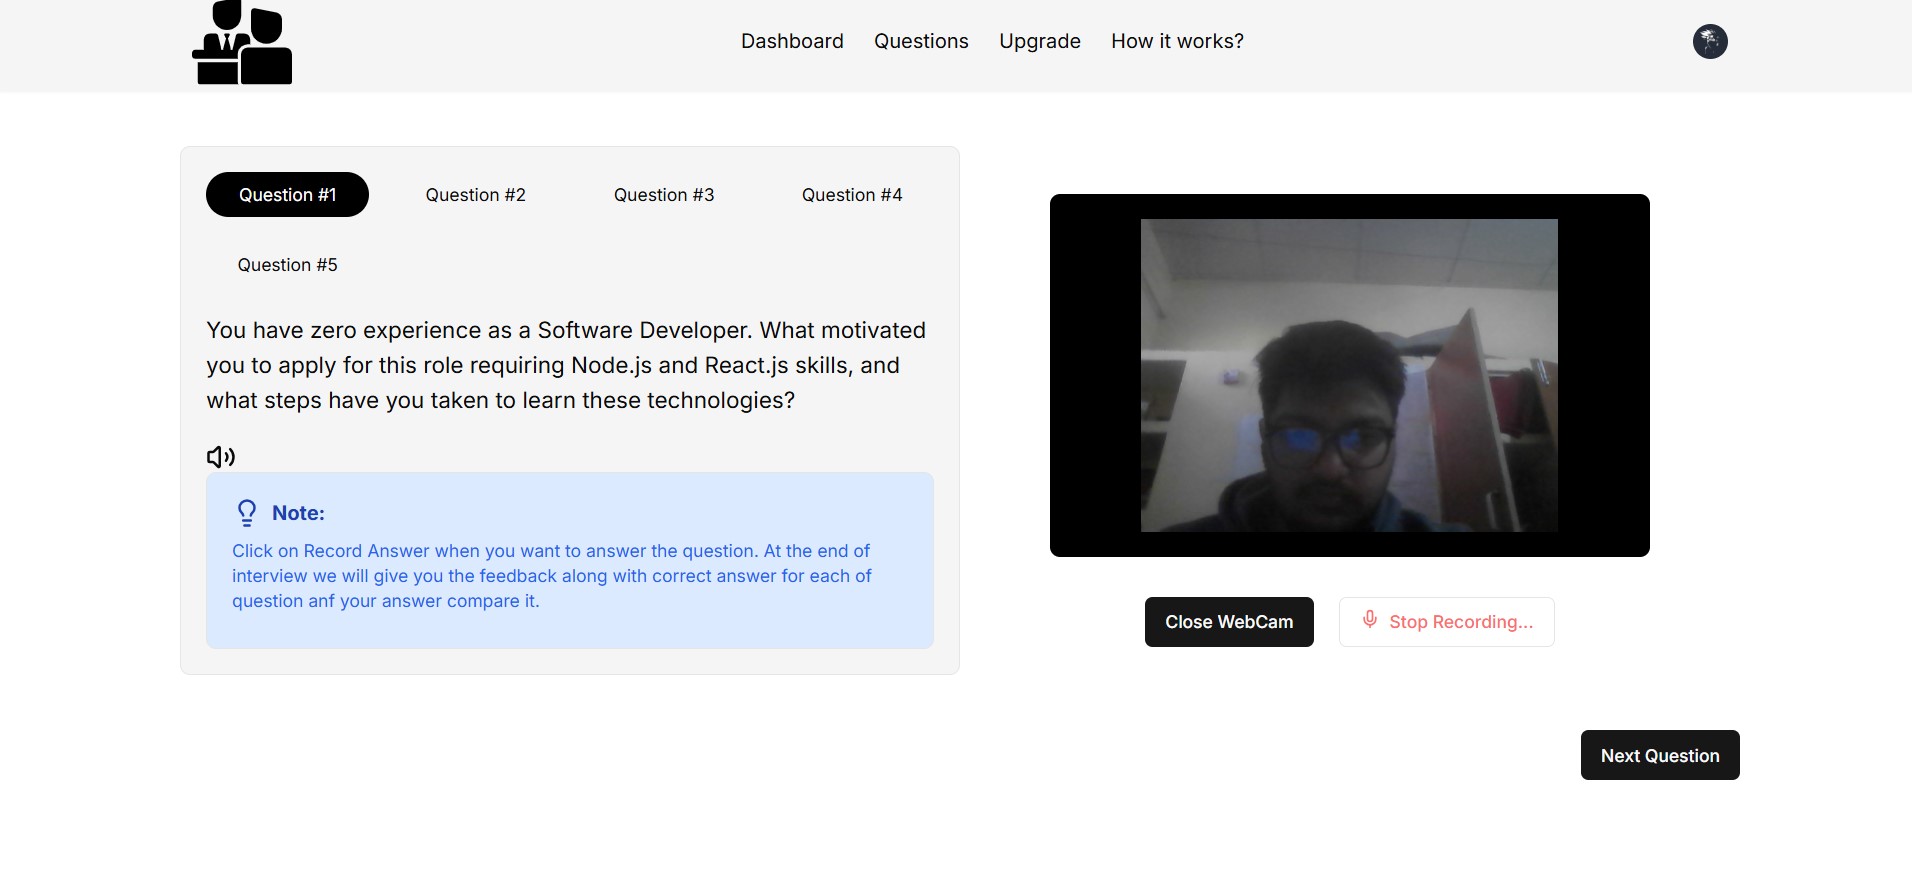 Dashboard
Questions
Upgrade
How it works?
Question #1
Question #2
Question #3
Question #4
Question #5
You have zero experience as a Software Developer. What motivated
you to apply for this role requiring Node.js and React.js skills, and
what steps have you taken to learn these technologies?
Note:
Click on Record Answer when you want to answer the question. At the end of
interview we will give you the feedback along with correct answer for each of
question anf your answer compare it.
Close WebCam
Stop Recording...
Next Question